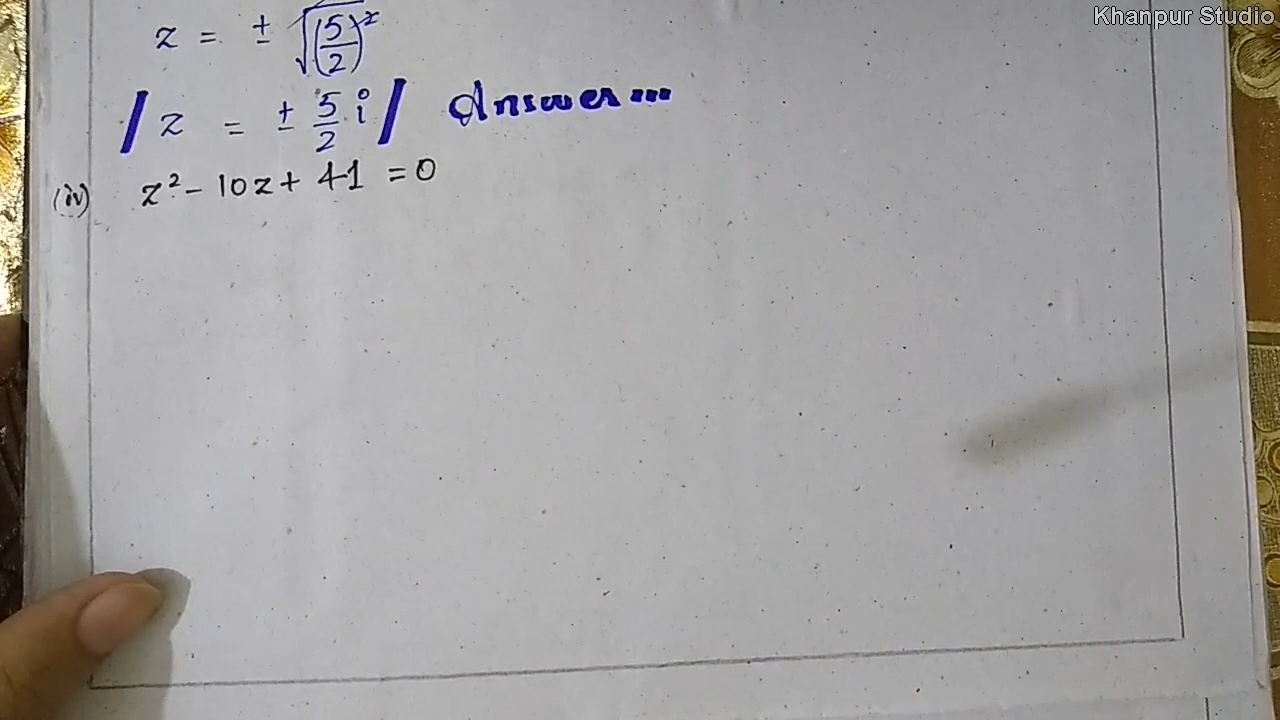 Khanpur Studio
z = ± √(5/2)²
/ z = ± 5/2 i / Answer...
(iv) z² - 10z + 41 = 0